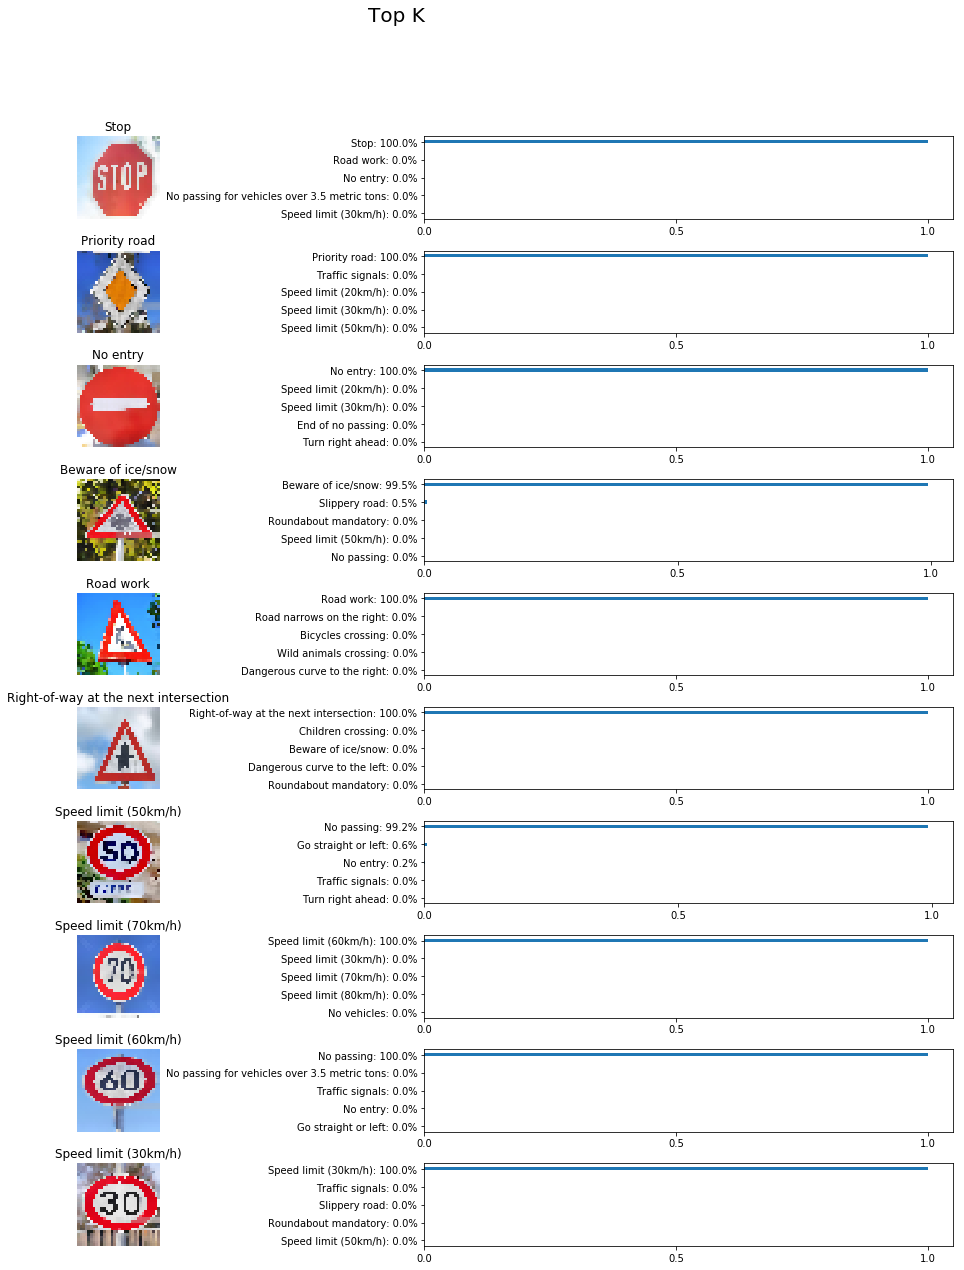 Top K
Stop
STOP
Stop: 100.0%
Road work: 0.0%
No entry: 0.0%
No passing for vehicles over 3.5 metric tons: 0.0%
Speed limit (30km/h): 0.0%
0.0 0.5 1.0
Priority road
Priority road: 100.0%
Traffic signals: 0.0%
Speed limit (20km/h): 0.0%
Speed limit (30km/h): 0.0%
Speed limit (50km/h): 0.0%
0.0 0.5 1.0
No entry
No entry: 100.0%
Speed limit (20km/h): 0.0%
Speed limit (30km/h): 0.0%
End of no passing: 0.0%
Turn right ahead: 0.0%
0.0 0.5 1.0
Beware of ice/snow
Beware of ice/snow: 99.5%
Slippery road: 0.5%
Roundabout mandatory: 0.0%
Speed limit (50km/h): 0.0%
No passing: 0.0%
0.0 0.5 1.0
Road work
Road work: 100.0%
Road narrows on the right: 0.0%
Bicycles crossing: 0.0%
Wild animals crossing: 0.0%
Dangerous curve to the right: 0.0%
0.0 0.5 1.0
Right-of-way at the next intersection
Right-of-way at the next intersection: 100.0%
Children crossing: 0.0%
Beware of ice/snow: 0.0%
Dangerous curve to the left: 0.0%
Roundabout mandatory: 0.0%
0.0 0.5 1.0
Speed limit (50km/h)
50
No passing: 99.2%
Go straight or left: 0.6%
No entry: 0.2%
Traffic signals: 0.0%
Turn right ahead: 0.0%
0.0 0.5 1.0
Speed limit (70km/h)
70
Speed limit (60km/h): 100.0%
Speed limit (30km/h): 0.0%
Speed limit (70km/h): 0.0%
Speed limit (80km/h): 0.0%
No vehicles: 0.0%
0.0 0.5 1.0
Speed limit (60km/h)
60
No passing: 100.0%
No passing for vehicles over 3.5 metric tons: 0.0%
Traffic signals: 0.0%
No entry: 0.0%
Go straight or left: 0.0%
0.0 0.5 1.0
Speed limit (30km/h)
30
Speed limit (30km/h): 100.0%
Traffic signals: 0.0%
Slippery road: 0.0%
Roundabout mandatory: 0.0%
Speed limit (50km/h): 0.0%
0.0 0.5 1.0